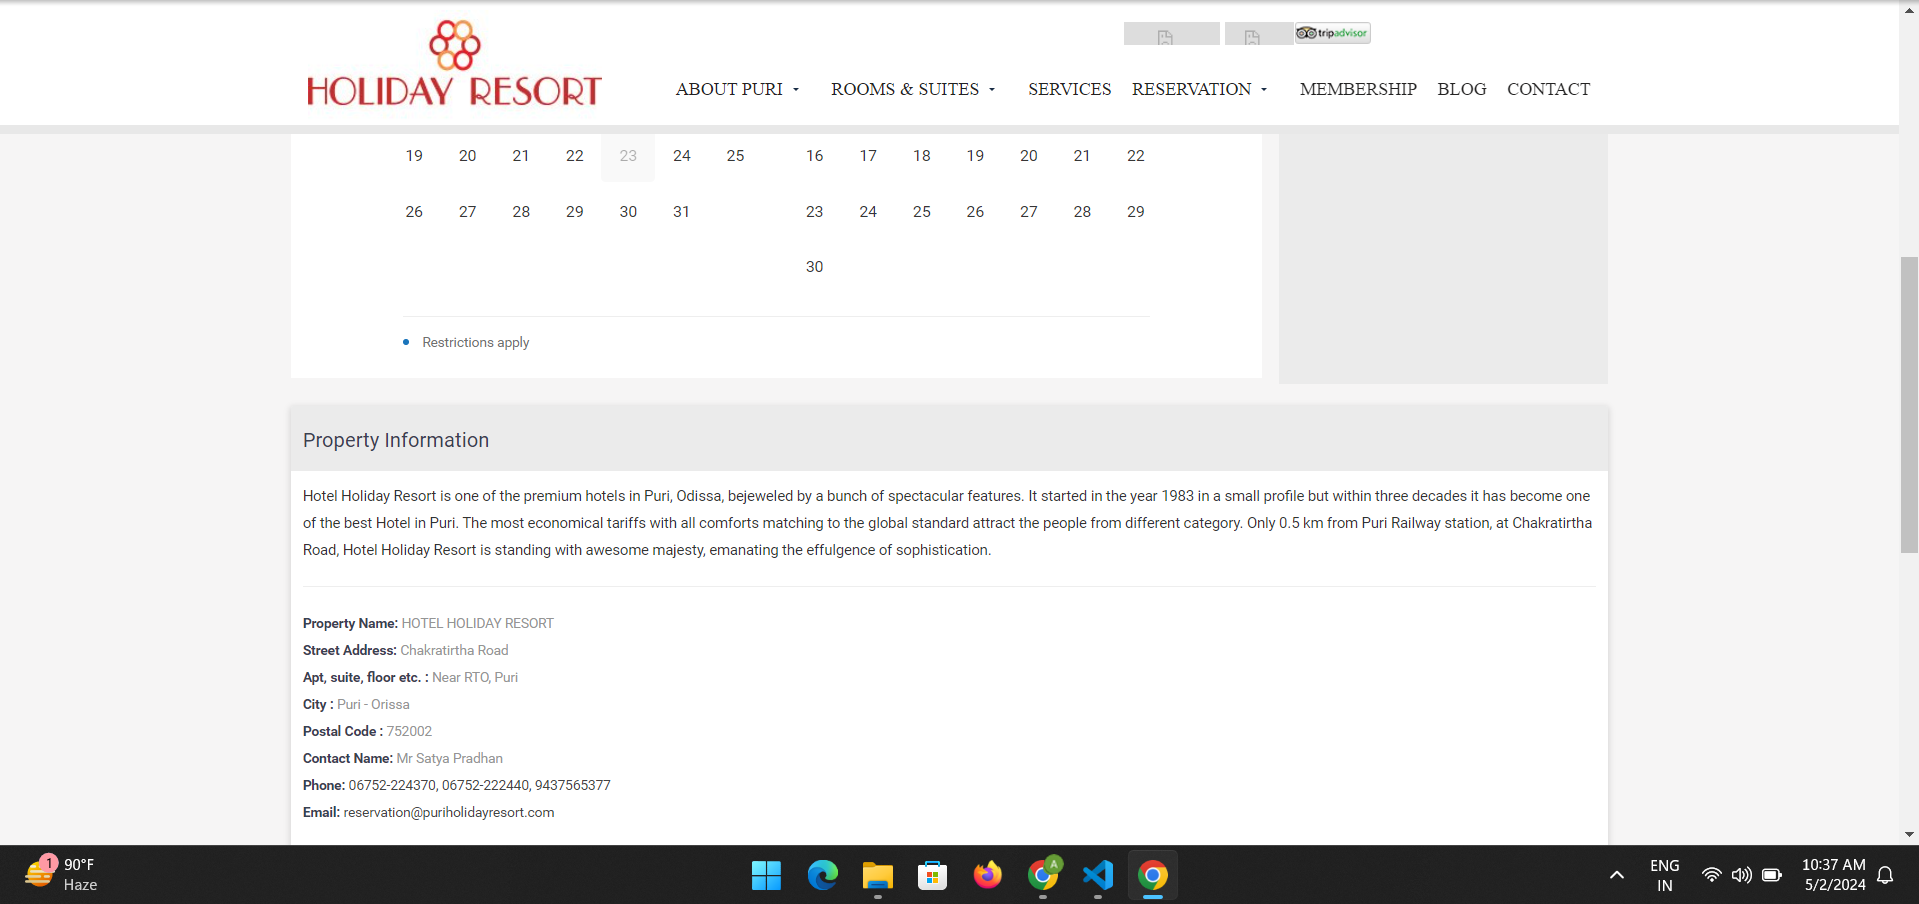 tripadvisor
HOLIDAY RESORT
ABOUT PURI ROOMS & SUITES SERVICES RESERVATION MEMBERSHIP BLOG CONTACT
19 20 21 22 23 24 25 16 17 18 19 20 21 22
26 27 28 29 30 31 23 24 25 26 27 28 29
30
Restrictions apply
Property Information
Hotel Holiday Resort is one of the premium hotels in Puri, Odissa, bejeweled by a bunch of spectacular features. It started in the year 1983 in a small profile but within three decades it has become one
of the best Hotel in Puri. The most economical tariffs with all comforts matching to the global standard attract the people from different category. Only 0.5 km from Puri Railway station, at Chakratirtha
Road, Hotel Holiday Resort is standing with awesome majesty, emanating the effulgence of sophistication.
Property Name: HOTEL HOLIDAY RESORT
Street Address: Chakratirtha Road
Apt, suite, floor etc. : Near RTO, Puri
City : Puri - Orissa
Postal Code : 752002
Contact Name: Mr Satya Pradhan
Phone: 06752-224370, 06752-222440, 9437565377
Email: reservation@puriholidayresort.com
1 90°F
Haze
A
ENG
IN
10:37 AM
5/2/2024